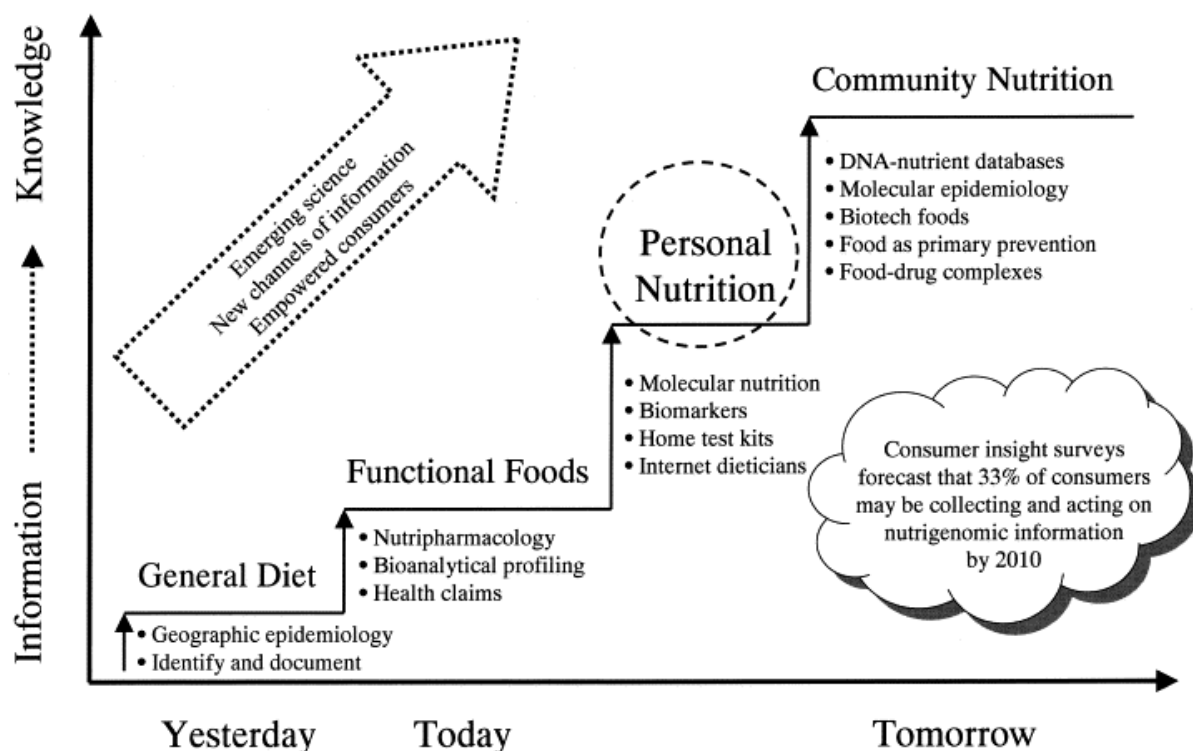 Knowledge
Information
Emerging science
New channels of information
Empowered consumers
Community Nutrition
• DNA-nutrient databases
• Molecular epidemiology
• Biotech foods
• Food as primary prevention
• Food-drug complexes
Personal
Nutrition
• Molecular nutrition
• Biomarkers
• Home test kits
• Internet dieticians
Functional Foods
• Nutripharmacology
• Bioanalytical profiling
• Health claims
General Diet
• Geographic epidemiology
• Identify and document
Consumer insight surveys
forecast that 33% of consumers
may be collecting and acting on
nutrigenomic information
by 2010
Yesterday
Today
Tomorrow